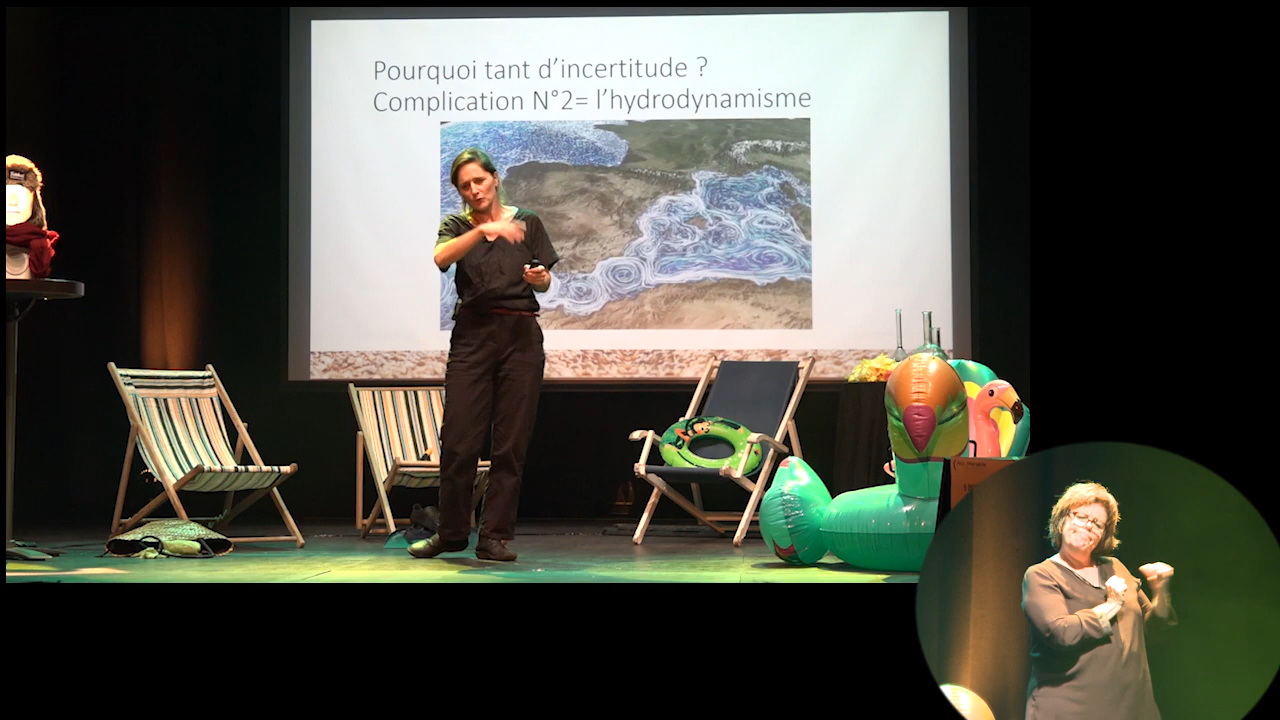 Pourquoi tant d'incertitude ?
Complication N°2= l'hydrodynamisme